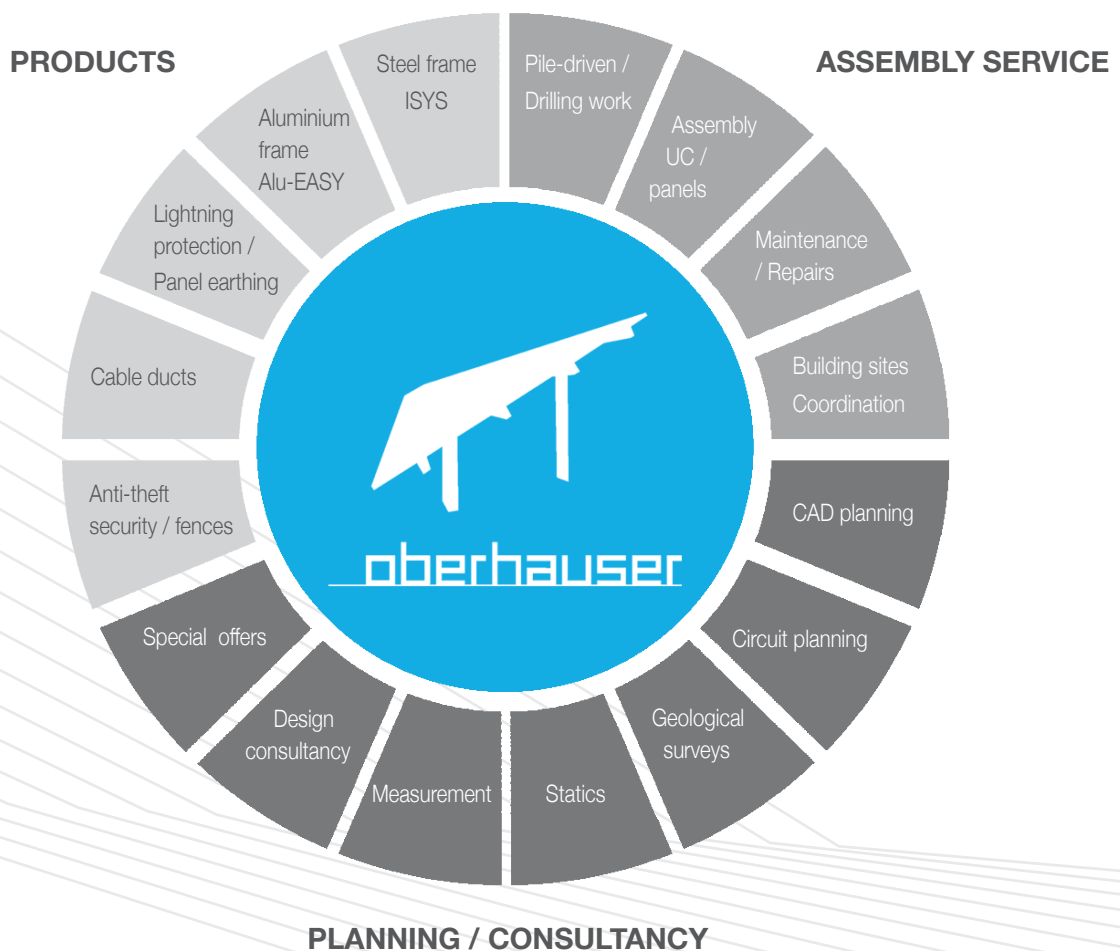 PRODUCTS
ASSEMBLY SERVICE
Steel frame
ISYS
Pile-driven /
Drilling work
Aluminium
frame
Alu-EASY
Assembly
UC /
panels
Lightning
protection /
Panel earthing
Maintenance
/ Repairs
Cable ducts
Building sites
Coordination
Anti-theft
security / fences
CAD planning
oberhauser
Special offers
Circuit planning
Design
consultancy
Geological
surveys
Measurement
Statics
PLANNING / CONSULTANCY